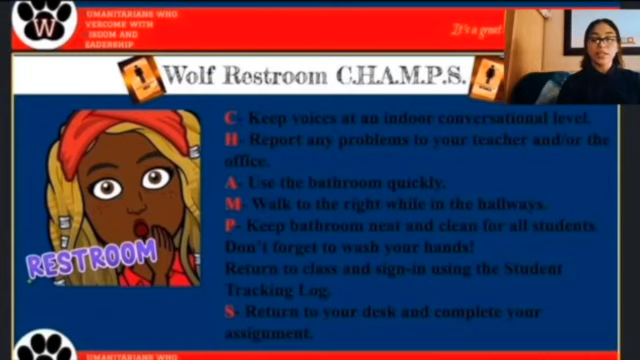 UMANITARIANS WHO
VERCOME WITH
ISDOM AND
EADERSHIP
W
It's a great
Wolf Restroom C.H.A.M.P.S.
C- Keep voices at an indoor conversational level.
H- Report any problems to your teacher and/or the
office.
A- Use the bathroom quickly.
M- Walk to the right while in the hallways.
P- Keep bathroom neat and clean for all students.
Don't forget to wash your hands!
Return to class and sign-in using the Student
Tracking Log.
S- Return to your desk and complete your
assignment.
RESTROOM
UMANITARIANS WHO